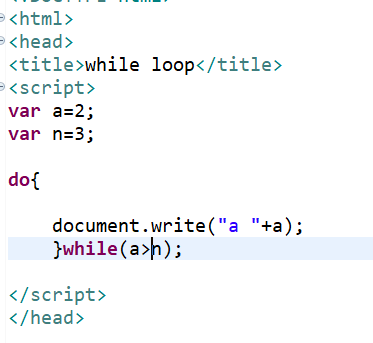 <html>
<head>
<title>while loop</title>
<script>
var a=2;
var n=3;
do{
document.write("a "+a);
}while(a>n);
</script>
</head>